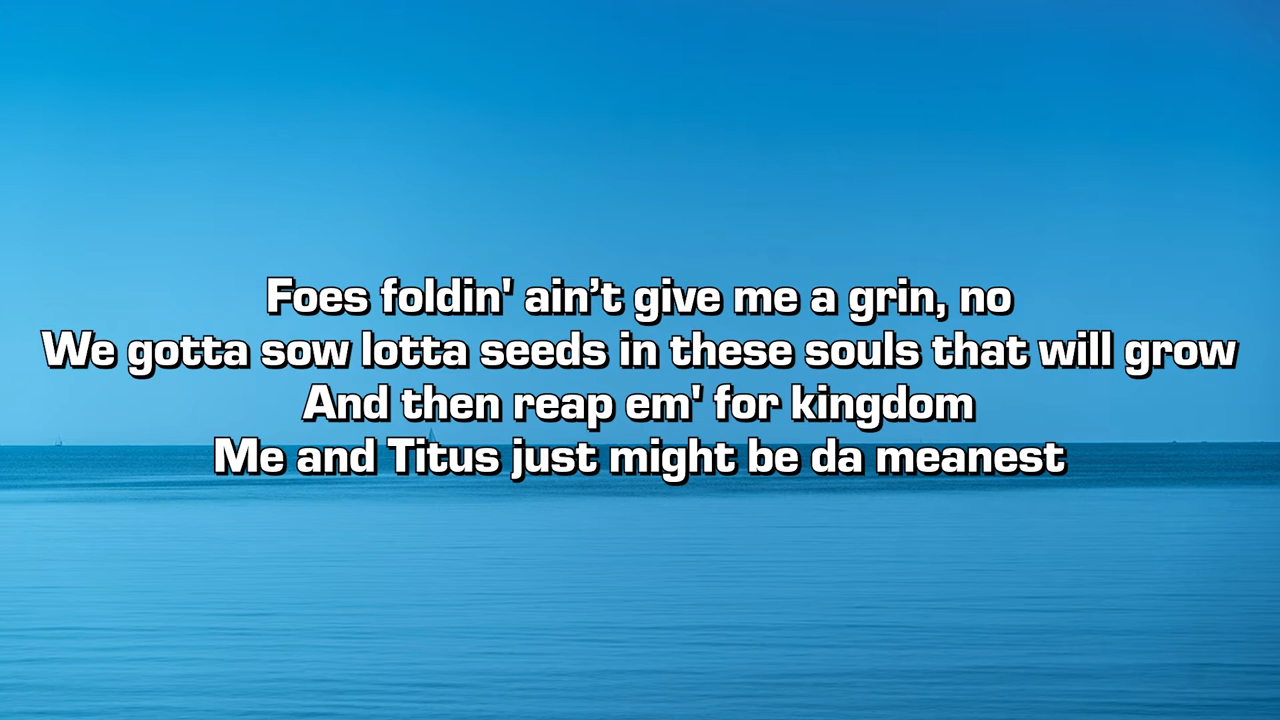 Foes foldin' ain’t give me a grin, no
We gotta sow lotta seeds in these souls that will grow
And then reap em' for kingdom
Me and Titus just might be da meanest